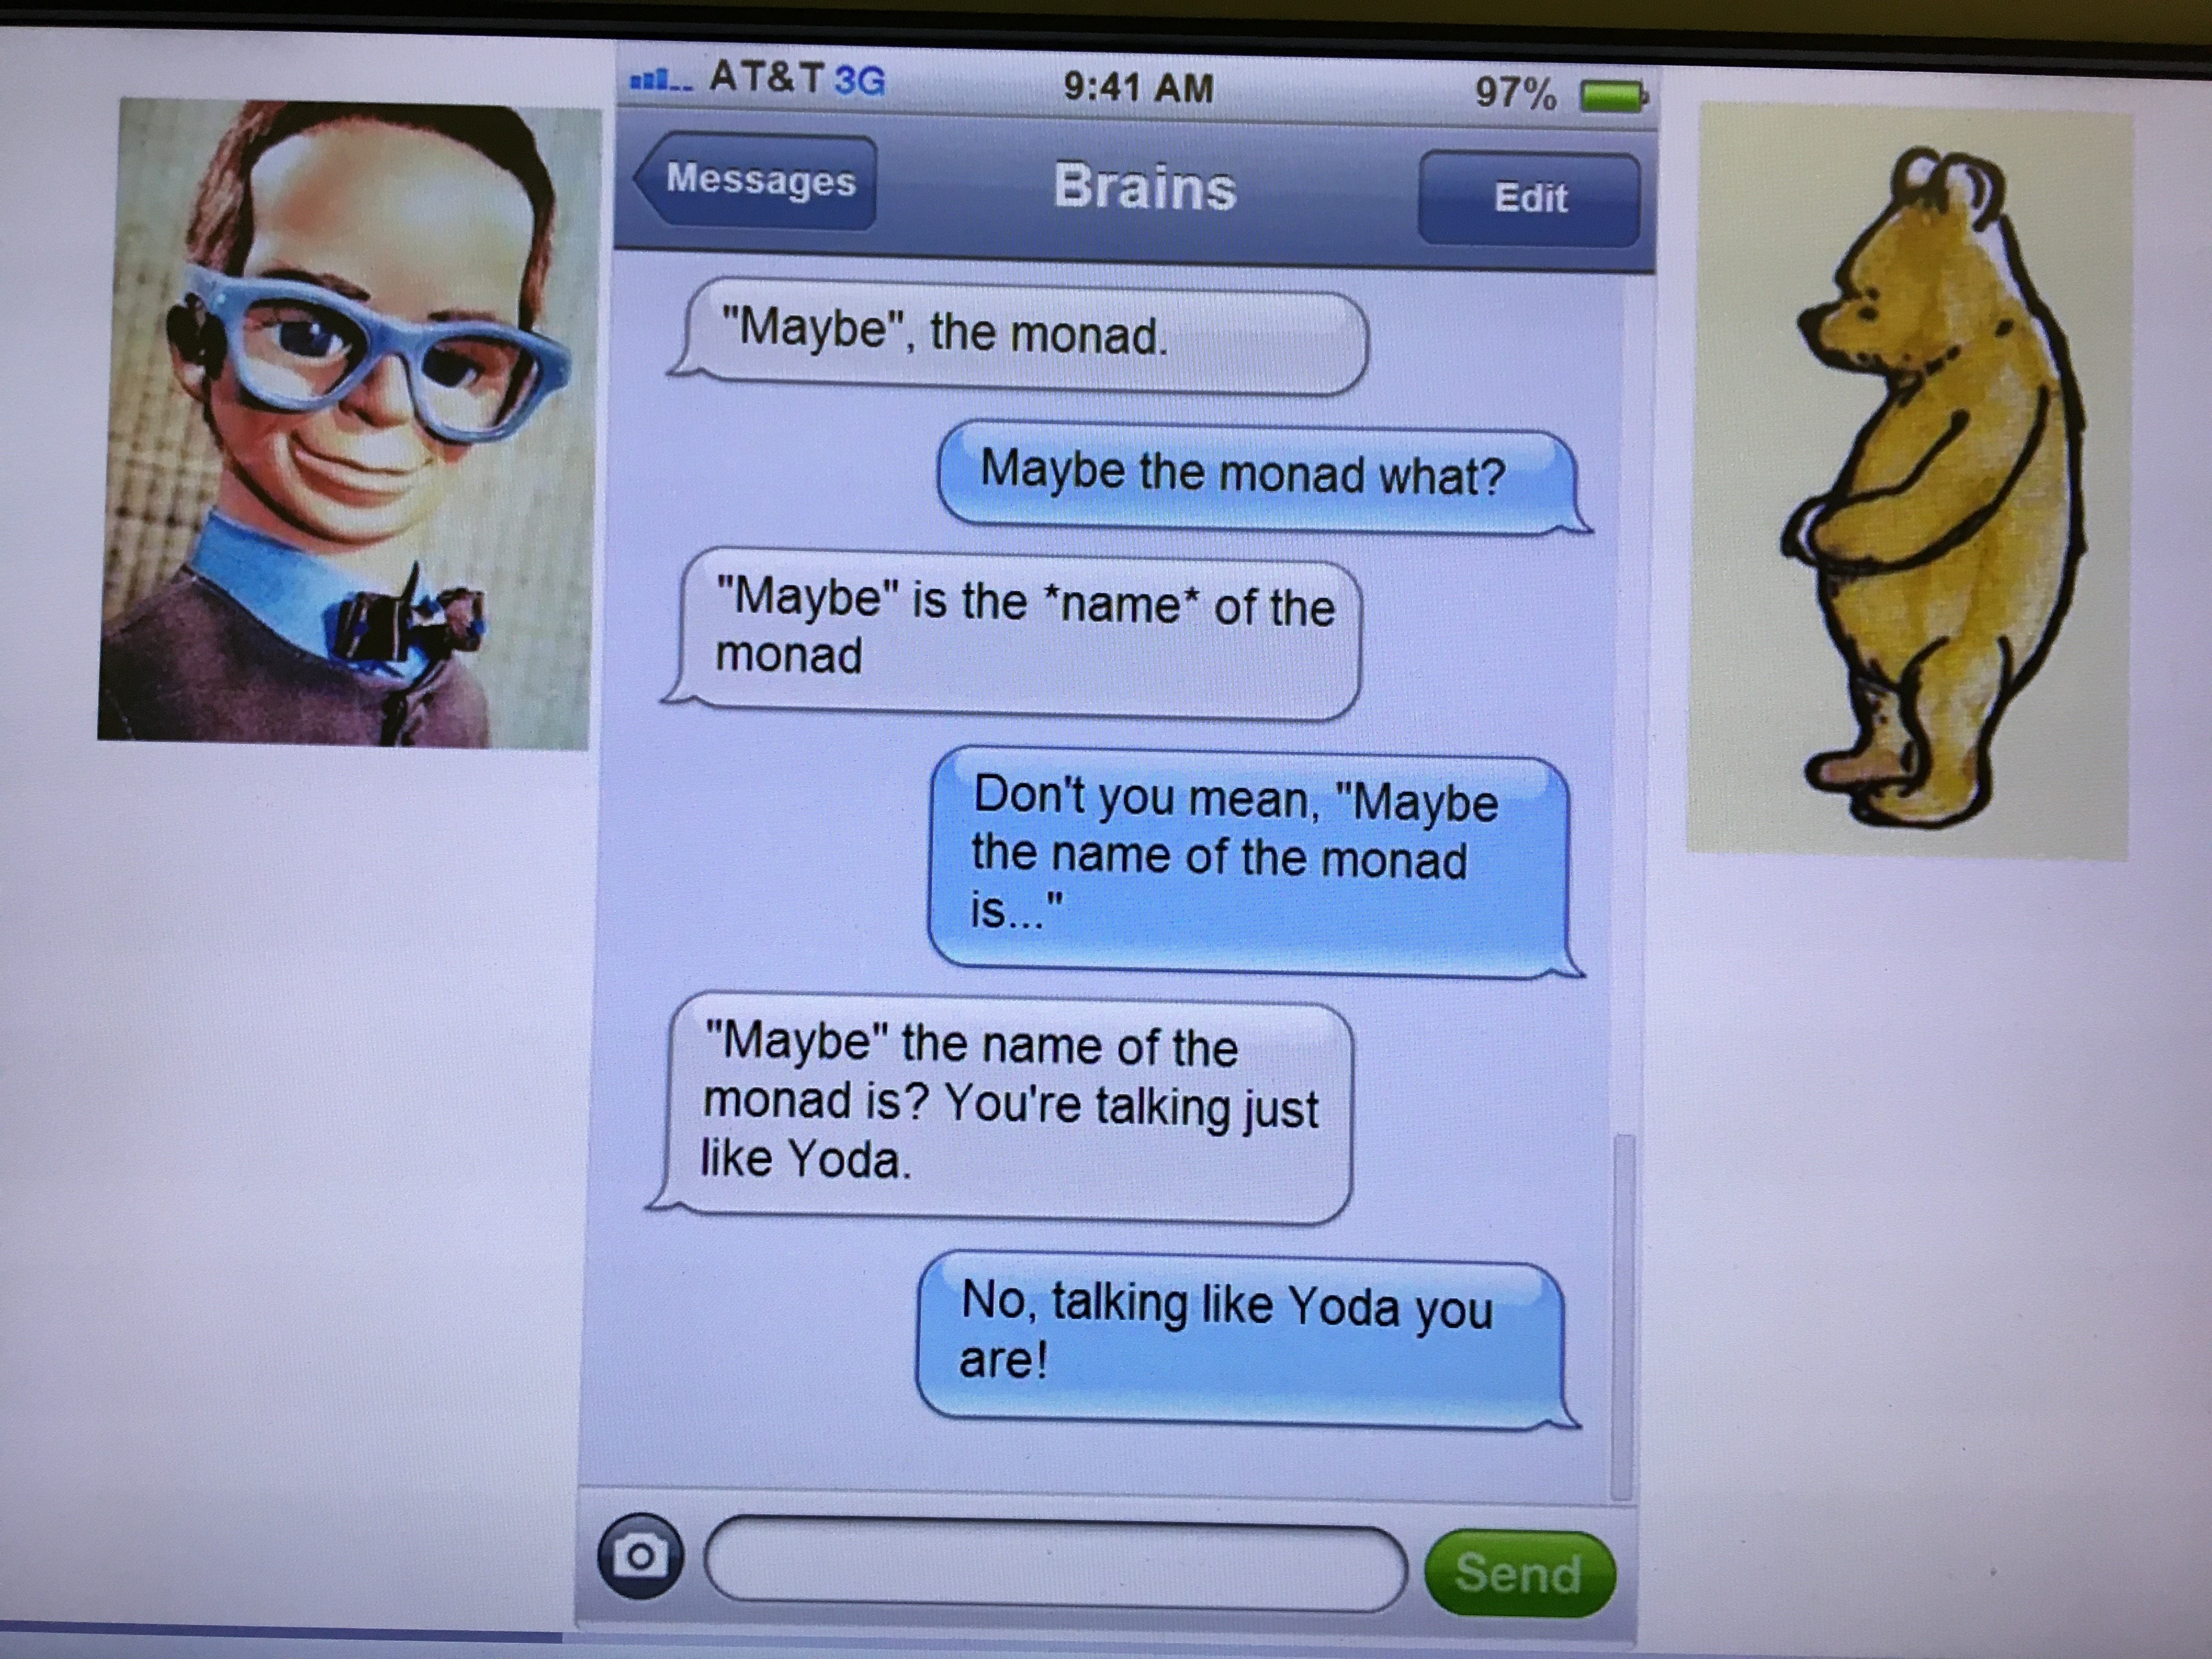 AT&T 3G 9:41 AM 97%
Messages Brains Edit
"Maybe", the monad.
Maybe the monad what?
"Maybe" is the *name* of the
monad
Don't you mean, "Maybe
the name of the monad
is..."
"Maybe" the name of the
monad is? You're talking just
like Yoda.
No, talking like Yoda you
are!
Send